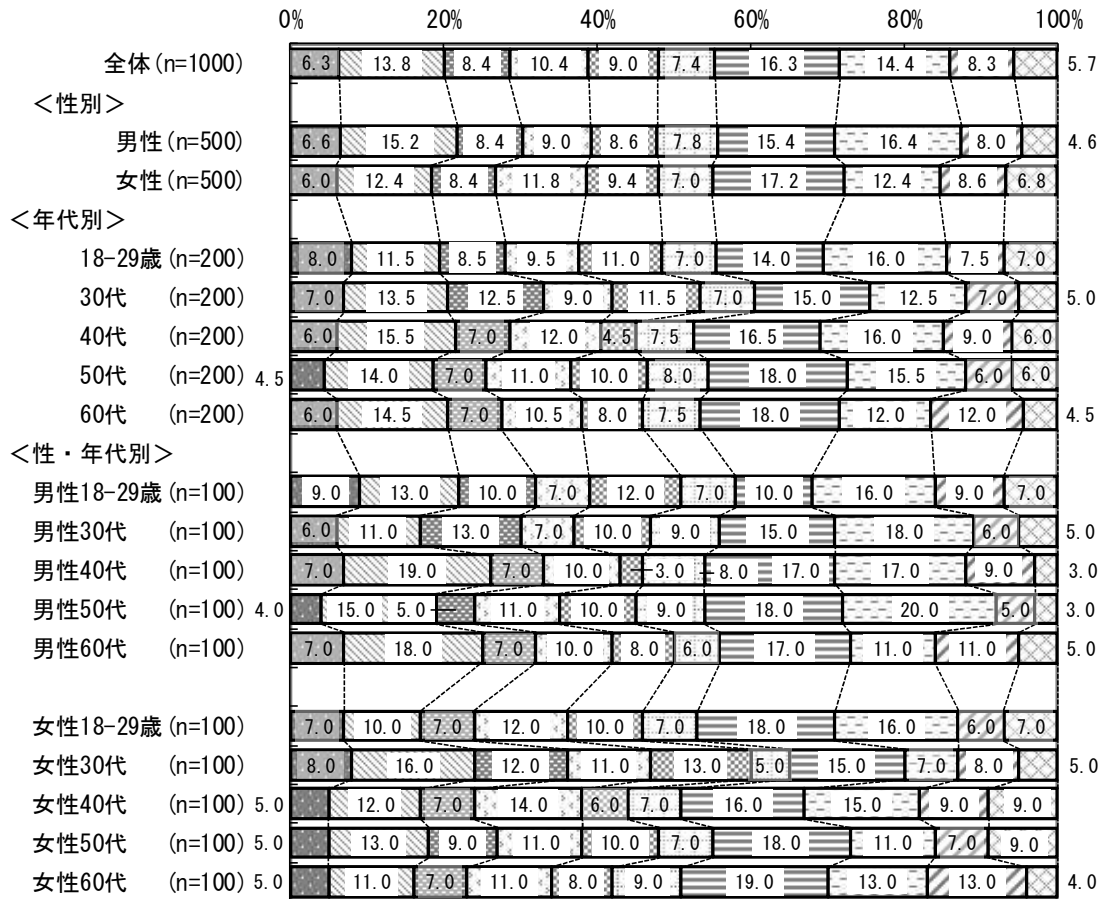 0% 20% 40% 60% 80% 100%
全体(n=1000) 6.3 13.8 8.4 10.4 9.0 7.4 16.3 14.4 8.3 5.7
＜性別＞
男性(n=500) 6.6 15.2 8.4 9.0 8.6 7.8 15.4 16.4 8.0 4.6
女性(n=500) 6.0 12.4 8.4 11.8 9.4 7.0 17.2 12.4 8.6 6.8
＜年代別＞
18-29歳(n=200) 8.0 11.5 8.5 9.5 11.0 7.0 14.0 16.0 7.5 7.0
30代 (n=200) 7.0 13.5 12.5 9.0 11.5 7.0 15.0 12.5 7.0 5.0
40代 (n=200) 6.0 15.5 7.0 12.0 4.5 7.5 16.5 16.0 9.0 6.0
50代 (n=200) 4.5 14.0 7.0 11.0 10.0 8.0 18.0 15.5 6.0 6.0
60代 (n=200) 6.0 14.5 7.0 10.5 8.0 7.5 18.0 12.0 12.0 4.5
＜性・年代別＞
男性18-29歳(n=100) 9.0 13.0 10.0 7.0 12.0 7.0 10.0 16.0 9.0 7.0
男性30代 (n=100) 6.0 11.0 13.0 7.0 10.0 9.0 15.0 18.0 6.0 5.0
男性40代 (n=100) 7.0 19.0 7.0 10.0 3.0 8.0 17.0 17.0 9.0 3.0
男性50代 (n=100) 4.0 15.0 5.0 11.0 10.0 9.0 18.0 20.0 5.0 3.0
男性60代 (n=100) 7.0 18.0 7.0 10.0 8.0 6.0 17.0 11.0 11.0 5.0
女性18-29歳(n=100) 7.0 10.0 7.0 12.0 10.0 7.0 18.0 16.0 6.0 7.0
女性30代 (n=100) 8.0 16.0 12.0 11.0 13.0 5.0 15.0 7.0 8.0 5.0
女性40代 (n=100) 5.0 12.0 7.0 14.0 6.0 7.0 16.0 15.0 9.0 9.0
女性50代 (n=100) 5.0 13.0 9.0 11.0 10.0 7.0 18.0 11.0 7.0 9.0
女性60代 (n=100) 5.0 11.0 7.0 11.0 8.0 9.0 19.0 13.0 13.0 4.0